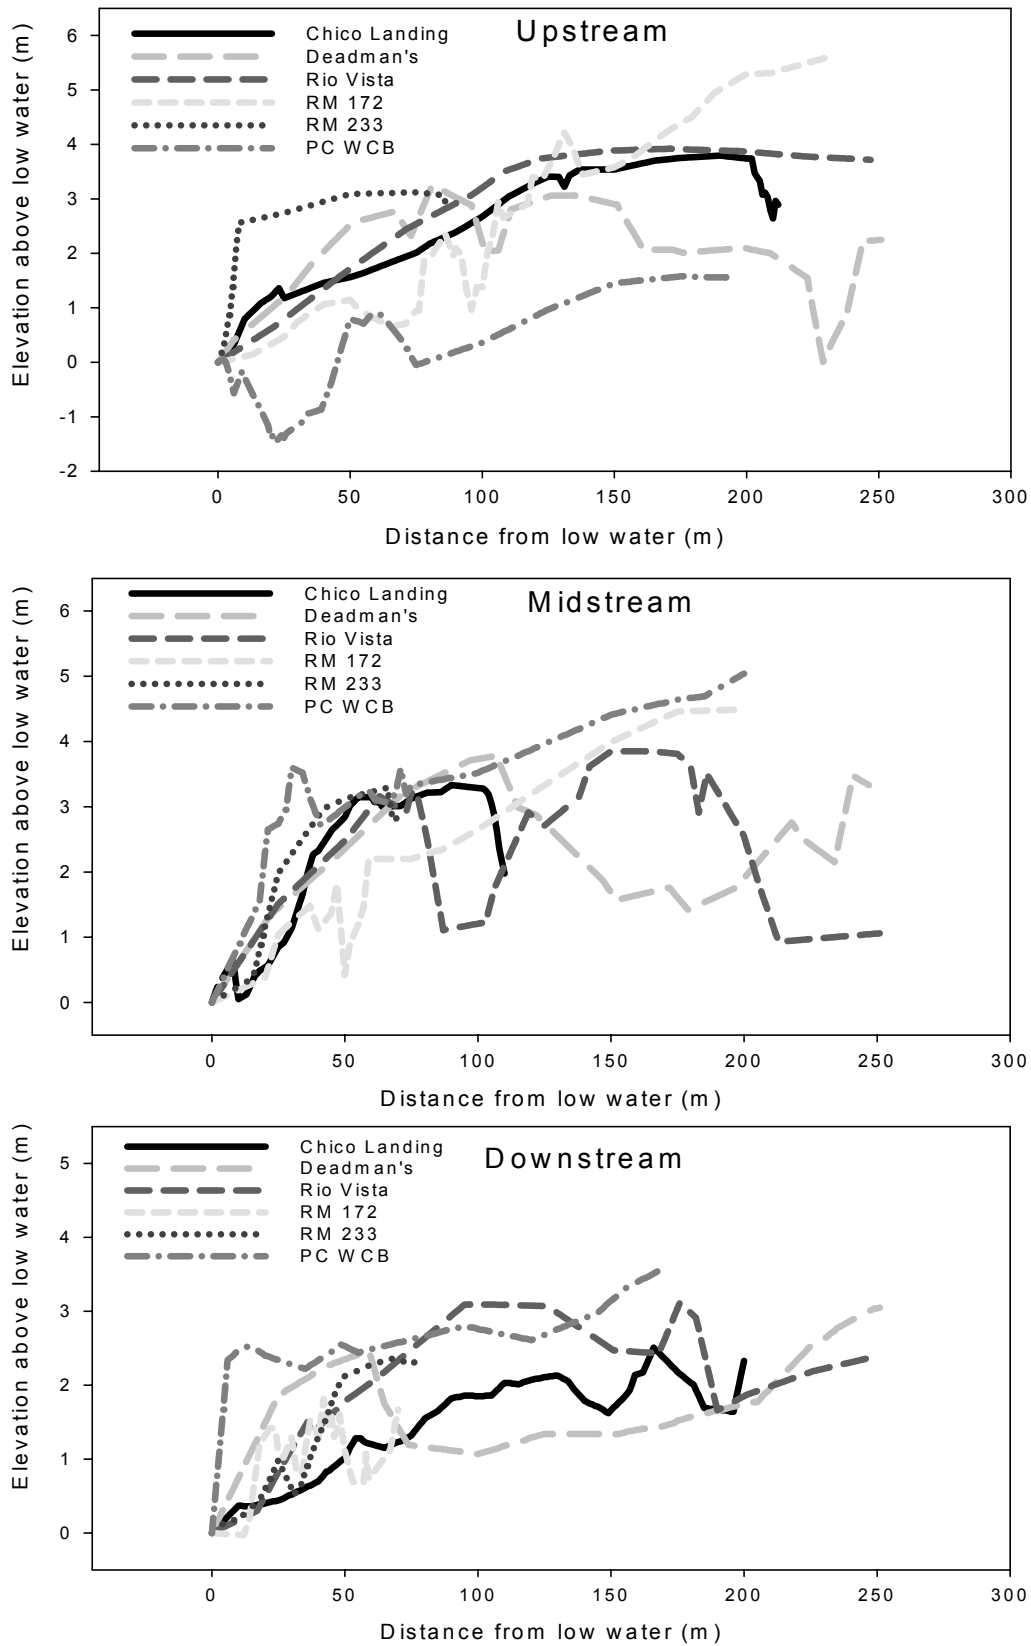 Upstream
Chico Landing
Deadman's
Rio Vista
RM 172
RM 233
PC WCB
Elevation above low water (m)
6
5
4
3
2
1
0
-1
-2
0 50 100 150 200 250 300
Distance from low water (m)
Midstream
Chico Landing
Deadman's
Rio Vista
RM 172
RM 233
PC WCB
Elevation above low water (m)
6
5
4
3
2
1
0
0 50 100 150 200 250 300
Distance from low water (m)
Downstream
Chico Landing
Deadman's
Rio Vista
RM 172
RM 233
PC WCB
Elevation above low water (m)
5
4
3
2
1
0
0 50 100 150 200 250 300
Distance from low water (m)